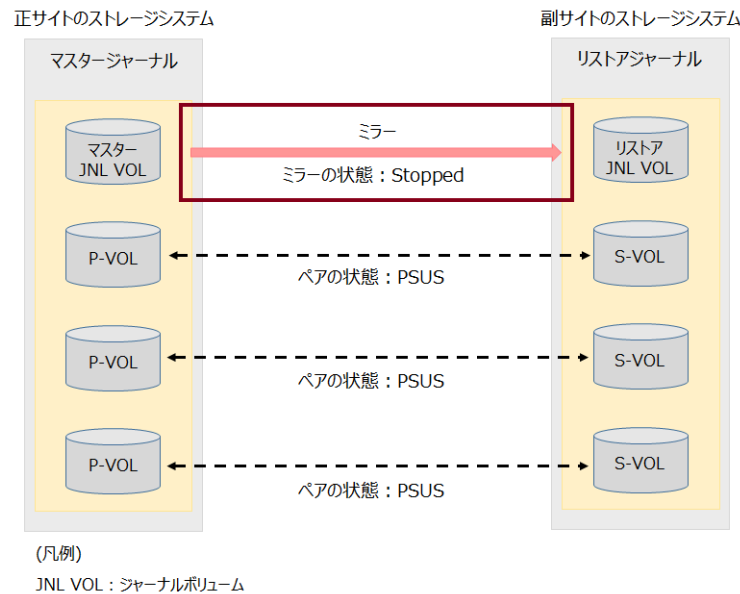 正サイトのストレージシステム
副サイトのストレージシステム
マスタージャーナル
リストアジャーナル
マスター
JNL VOL
ミラー
ミラーの状態：Stopped
リストア
JNL VOL
P-VOL
ペアの状態：PSUS
S-VOL
P-VOL
ペアの状態：PSUS
S-VOL
P-VOL
ペアの状態：PSUS
S-VOL
(凡例)
JNL VOL：ジャーナルボリューム